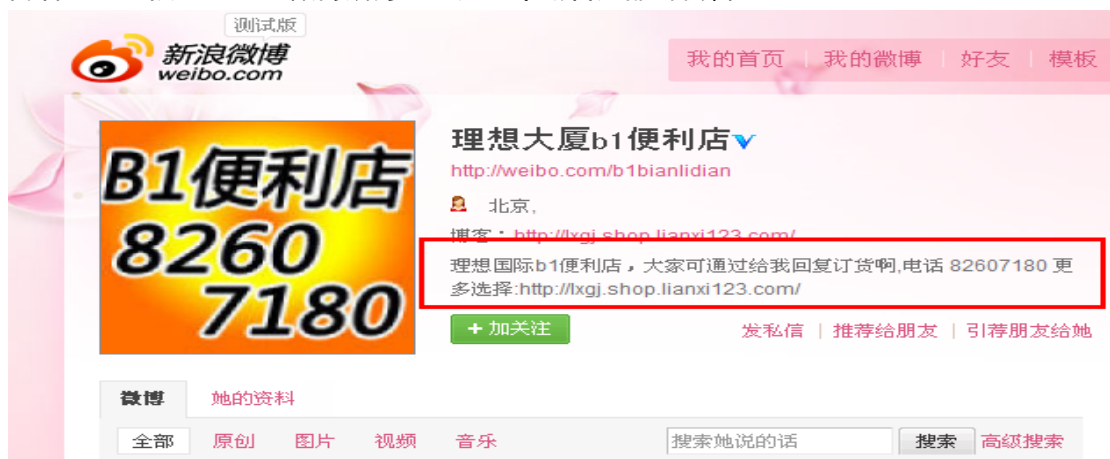 测试版
新浪微博
weibo.com
我的首页 | 我的微博 | 好友 | 模板
B1便利店
8260
7180
理想大厦b1便利店
http://weibo.com/b1bianlidian
北京,
博客：http://lxgj.shop.lianxi123.com/
理想国际b1便利店，大家可通过给我回复订货啊,电话 82607180 更
多选择:http://lxgj.shop.lianxi123.com/
+ 加关注
发私信 | 推荐给朋友 | 引荐朋友给她
微博 她的资料
全部 原创 图片 视频 音乐 搜索她说的话 搜索 高级搜索